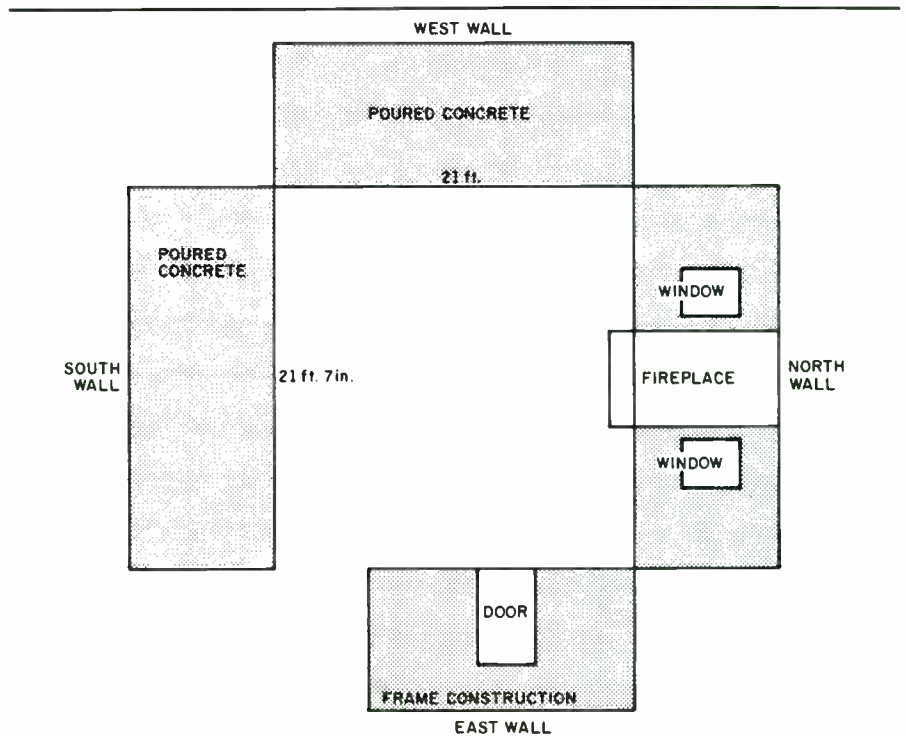 WEST WALL
POURED CONCRETE
21 ft.
POURED
CONCRETE
WINDOW
SOUTH
WALL
21 ft. 7 in.
FIREPLACE
NORTH
WALL
WINDOW
DOOR
FRAME CONSTRUCTION
EAST WALL